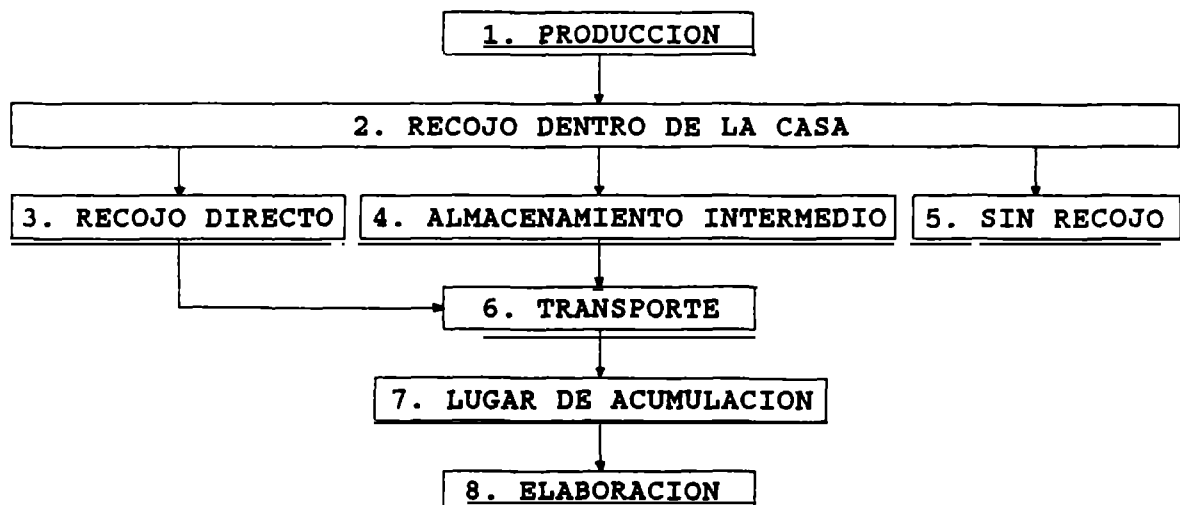 1. PRODUCCION
2. RECOJO DENTRO DE LA CASA
3. RECOJO DIRECTO
4. ALMACENAMIENTO INTERMEDIO
5. SIN RECOJO
6. TRANSPORTE
7. LUGAR DE ACUMULACION
8. ELABORACION